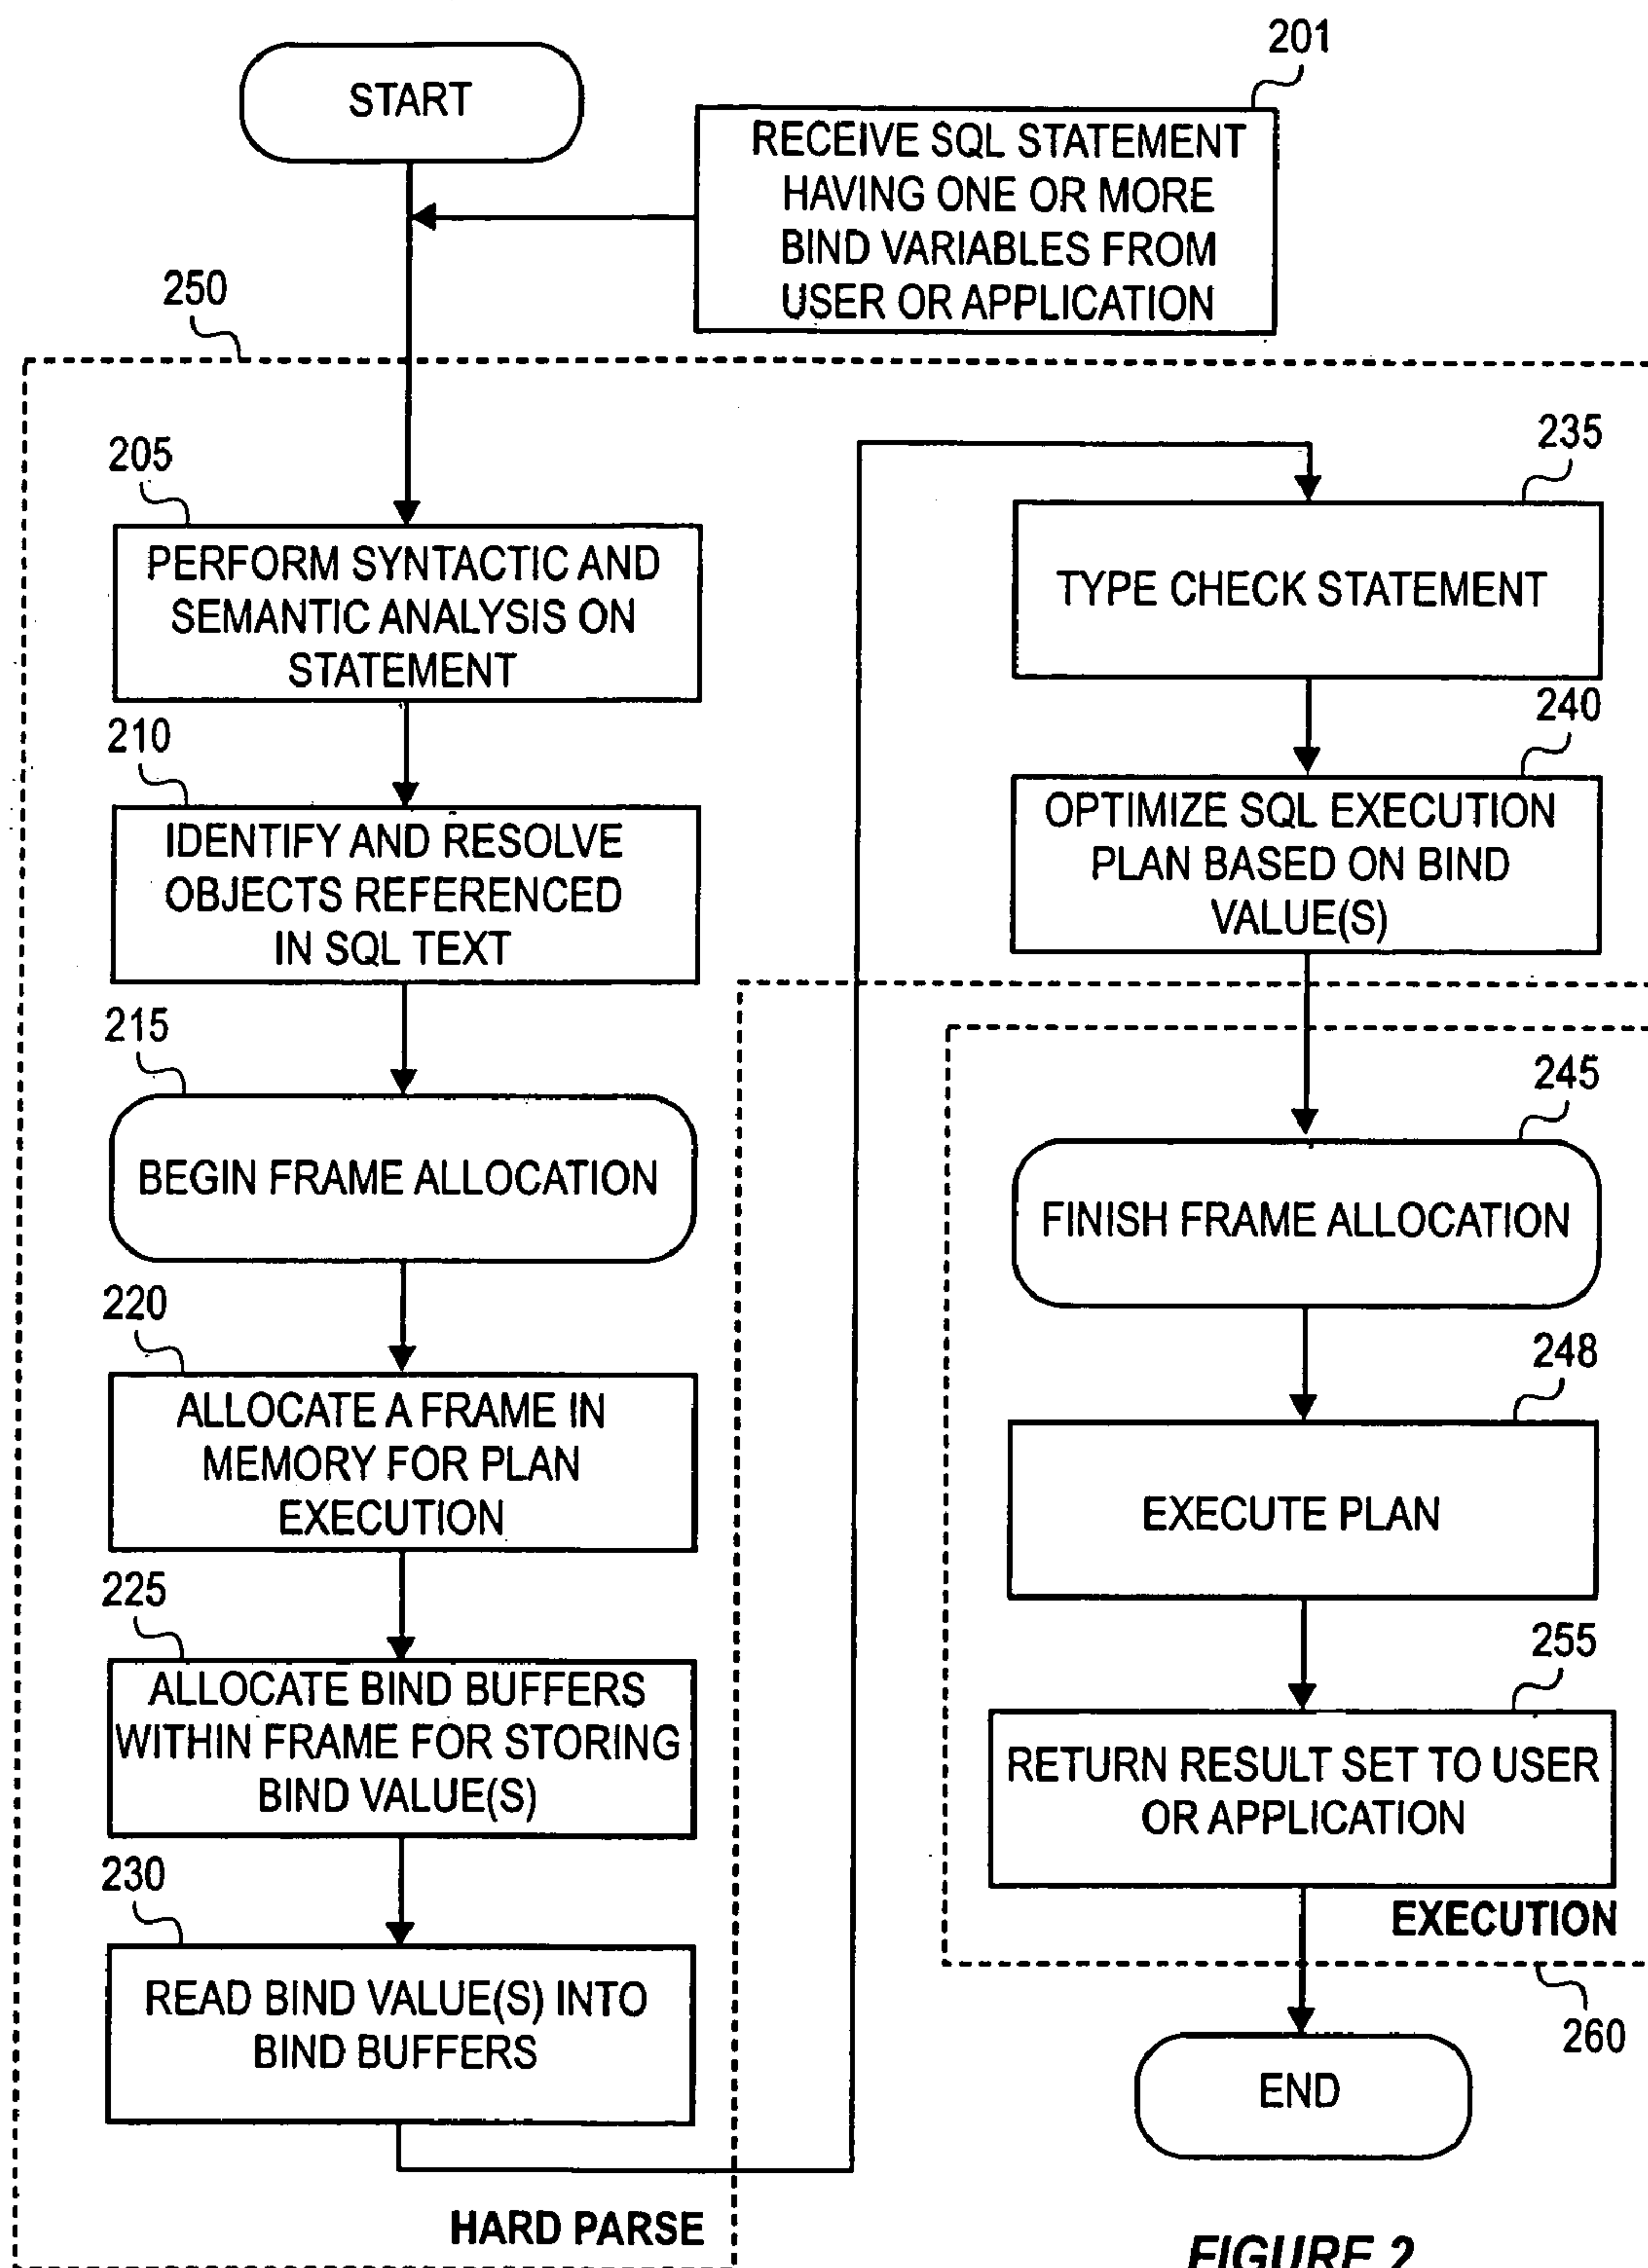 START
201
RECEIVE SQL STATEMENT
HAVING ONE OR MORE
BIND VARIABLES FROM
USER OR APPLICATION
250
205
PERFORM SYNTACTIC AND
SEMANTIC ANALYSIS ON
STATEMENT
210
IDENTIFY AND RESOLVE
OBJECTS REFERENCED
IN SQL TEXT
215
BEGIN FRAME ALLOCATION
220
ALLOCATE A FRAME IN
MEMORY FOR PLAN
EXECUTION
225
ALLOCATE BIND BUFFERS
WITHIN FRAME FOR STORING
BIND VALUE(S)
230
READ BIND VALUE(S) INTO
BIND BUFFERS
HARD PARSE
235
TYPE CHECK STATEMENT
240
OPTIMIZE SQL EXECUTION
PLAN BASED ON BIND
VALUE(S)
245
FINISH FRAME ALLOCATION
248
EXECUTE PLAN
255
RETURN RESULT SET TO USER
OR APPLICATION
EXECUTION
260
END
FIGURE 2